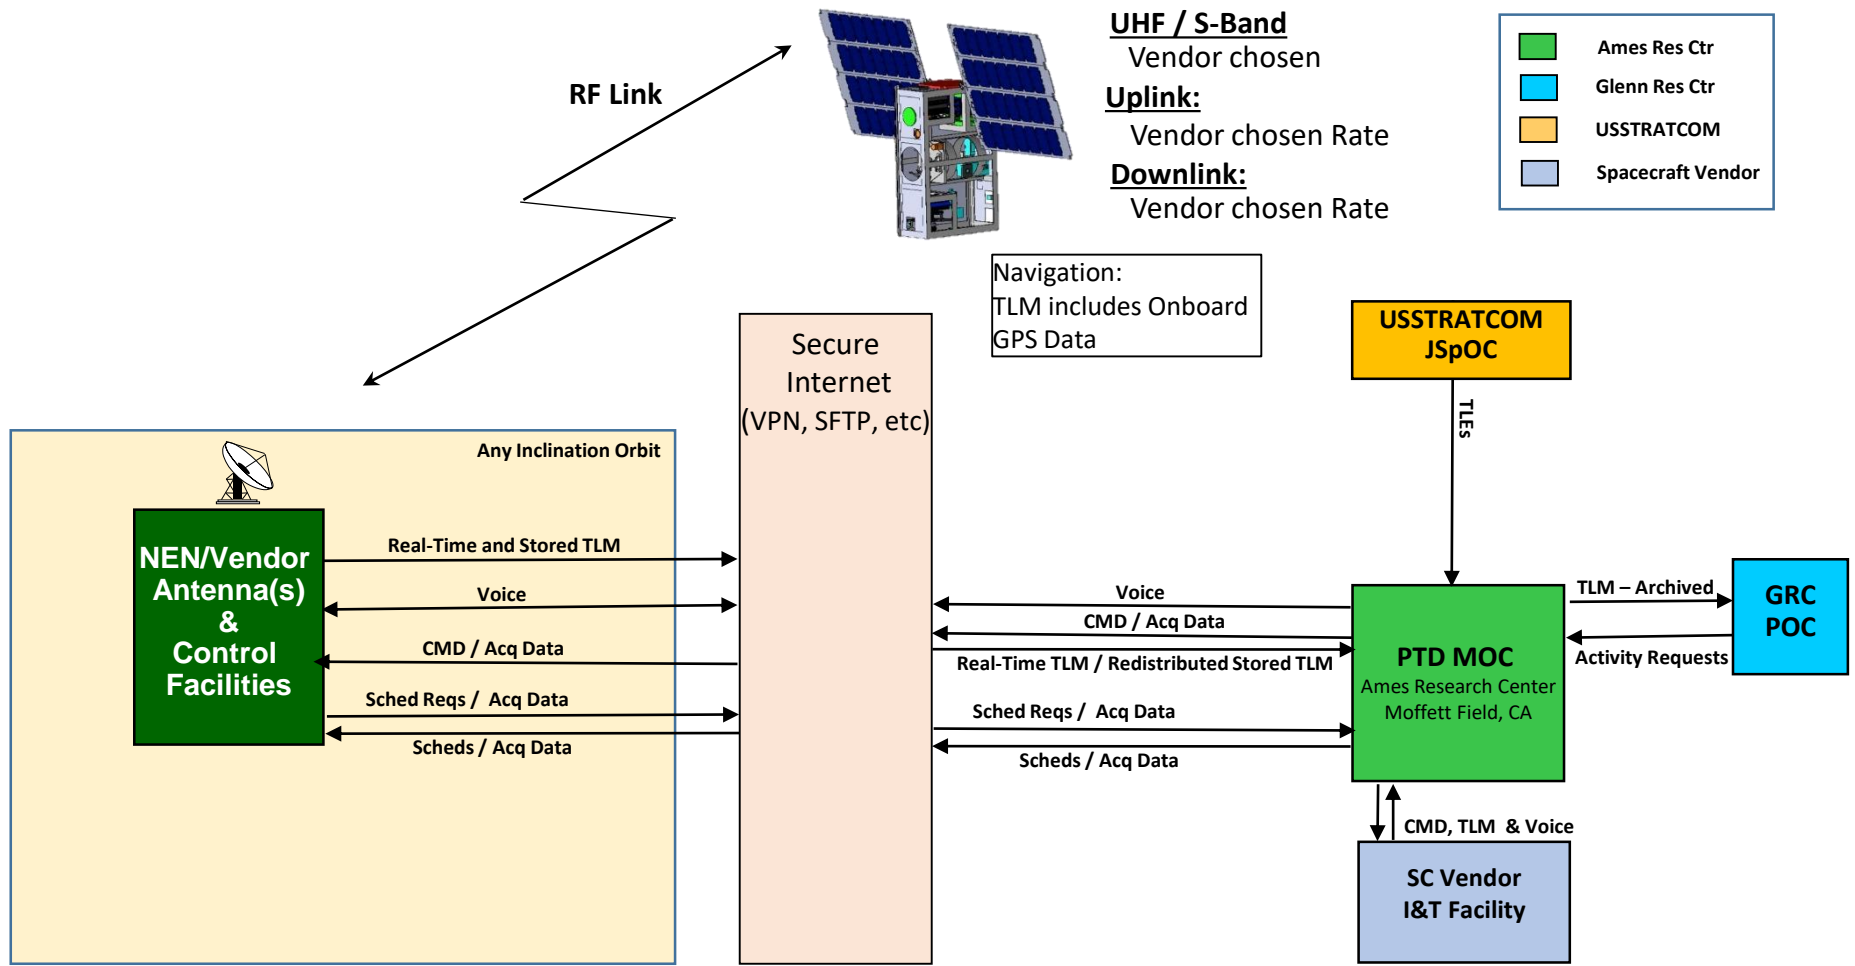 UHF / S-Band
Vendor chosen
Uplink:
Vendor chosen Rate
Downlink:
Vendor chosen Rate
RF Link
Ames Res Ctr
Glenn Res Ctr
USSTRATCOM
Spacecraft Vendor
Navigation:
TLM includes Onboard
GPS Data
USSTRATCOM
JSpOC
TLEs
Secure
Internet
(VPN, SFTP, etc)
Any Inclination Orbit
NEN/Vendor
Antenna(s)
&
Control
Facilities
Real-Time and Stored TLM
Voice
CMD / Acq Data
Sched Reqs /  Acq Data
Scheds / Acq Data
Voice
CMD / Acq Data
Real-Time TLM / Redistributed Stored TLM
Sched Reqs /  Acq Data
Scheds / Acq Data
PTD MOC
Ames Research Center
Moffett Field, CA
TLM – Archived
Activity Requests
GRC
POC
CMD, TLM  & Voice
SC Vendor
I&T Facility